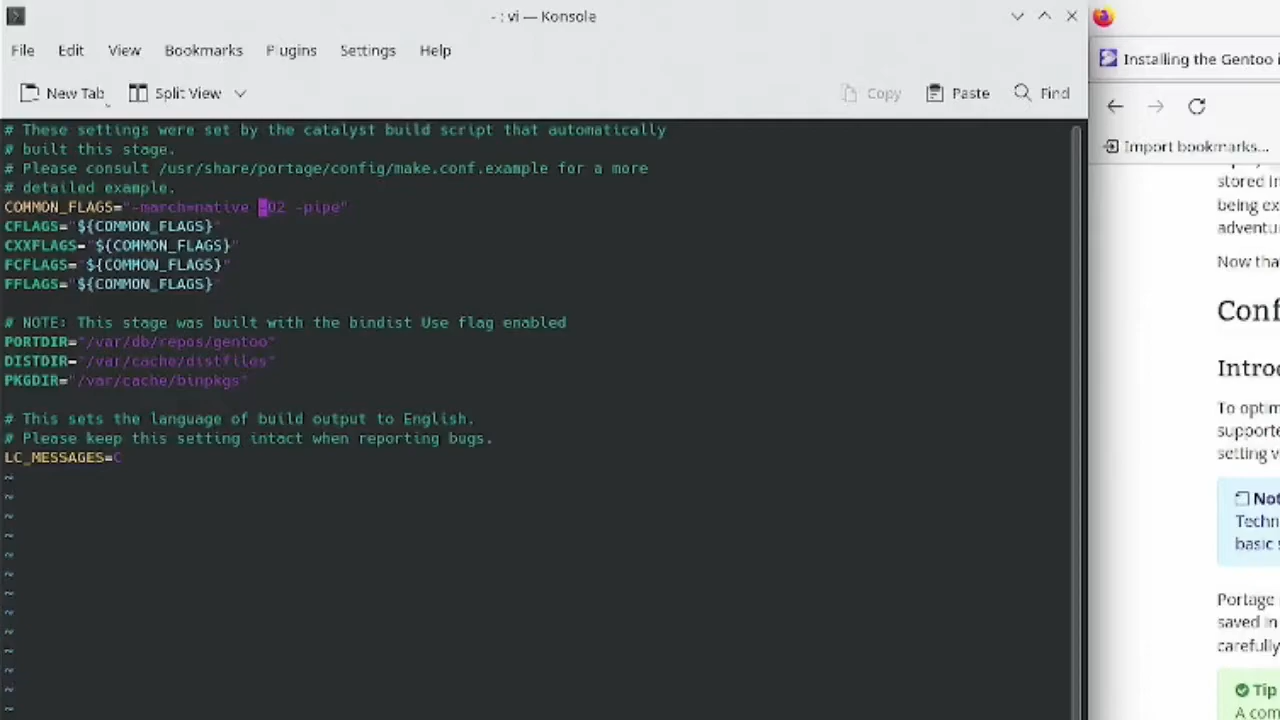 - : vi — Konsole
File Edit View Bookmarks Plugins Settings Help
New Tab Split View Copy Paste Find
# These settings were set by the catalyst build script that automatically
# built this stage.
# Please consult /usr/share/portage/config/make.conf.example for a more
# detailed example.
COMMON_FLAGS="-march=native -O2 -pipe"
CFLAGS="${COMMON_FLAGS}"
CXXFLAGS="${COMMON_FLAGS}"
FCFLAGS="${COMMON_FLAGS}"
FFLAGS="${COMMON_FLAGS}"
# NOTE: This stage was built with the bindist Use flag enabled
PORTDIR="/var/db/repos/gentoo"
DISTDIR="/var/cache/distfiles"
PKGDIR="/var/cache/binpkgs"
# This sets the language of build output to English.
# Please keep this setting intact when reporting bugs.
LC_MESSAGES=C
~
~
~
~
~
~
~
~
~
~
~
~
~
Installing the Gentoo
Import bookmarks...
stored in
being ex
adventu
Now tha
Conf
Intro
To optim
supporte
setting v
Not
Techn
basic
Portage
saved in
carefully
Tip
A com